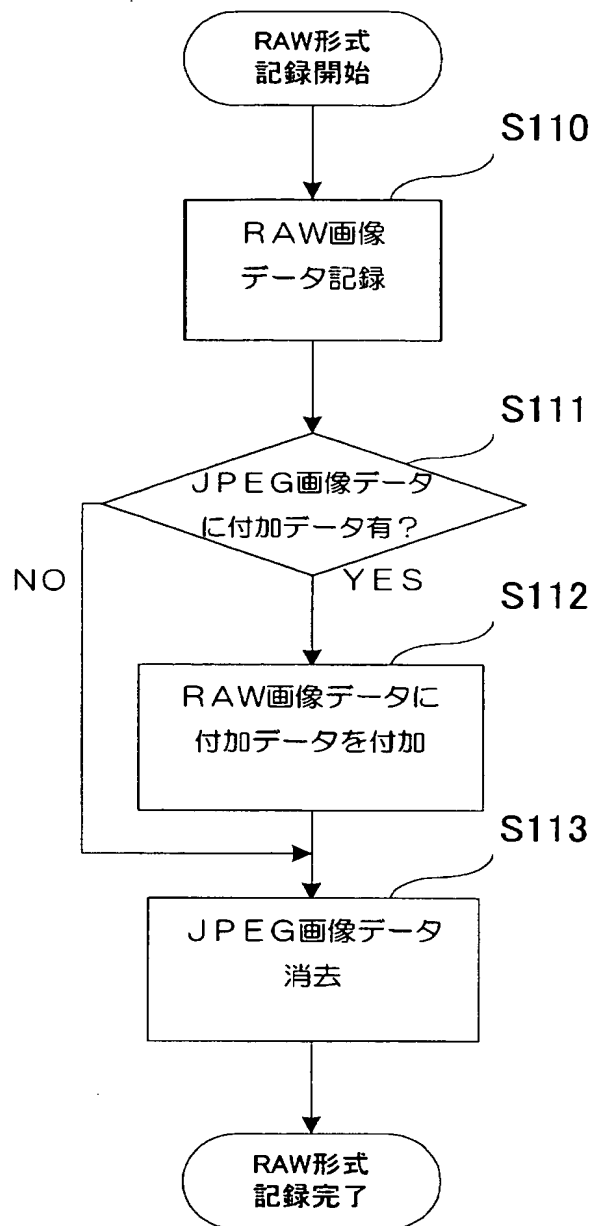 RAW形式
記録開始
S110
RAW画像
データ記録
S111
JPEG画像データ
に付加データ有?
NO
YES
S112
RAW画像データに
付加データを付加
S113
JPEG画像データ
消去
RAW形式
記録完了